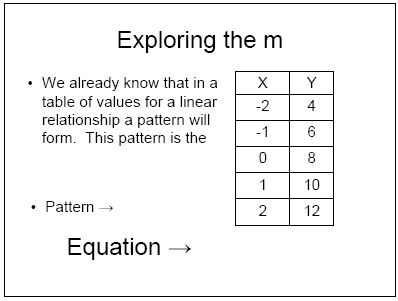 Exploring the m
• We already know that in a
table of values for a linear
relationship a pattern will
form. This pattern is the
X Y
-2 4
-1 6
0 8
1 10
2 12
• Pattern →
Equation →